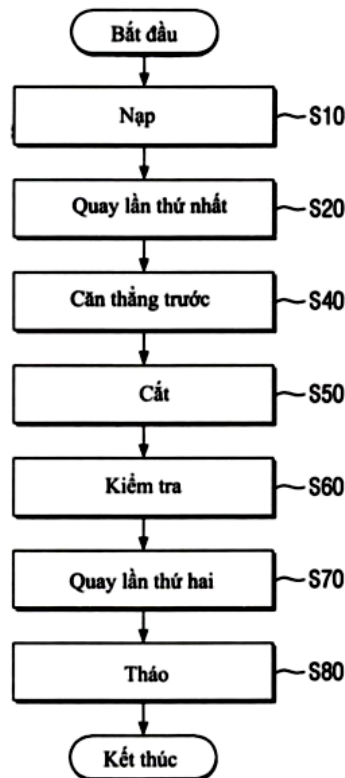 Bắt đầu
Nạp S10
Quay lần thứ nhất S20
Căn thẳng trước S40
Cắt S50
Kiểm tra S60
Quay lần thứ hai S70
Tháo S80
Kết thúc